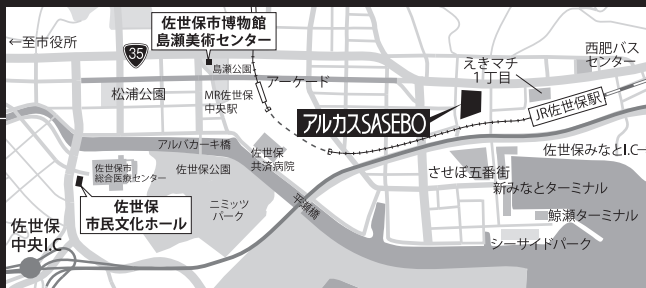 ←至市役所
35
佐世保市博物館
島瀬美術センター
島瀬公園
松浦公園
MR佐世保
中央駅
アーケード
アルカスSASEBO
えきマチ
1丁目
西肥バス
センター
JR佐世保駅
佐世保みなとI.C
アルバカーキ橋
佐世保市
総合医療センター
佐世保公園
佐世保
共済病院
ニミッツ
パーク
平瀬橋
佐世保
市民文化ホール
佐世保
中央I.C
させぼ五番街
新みなとターミナル
鯨瀬ターミナル
シーサイドパーク